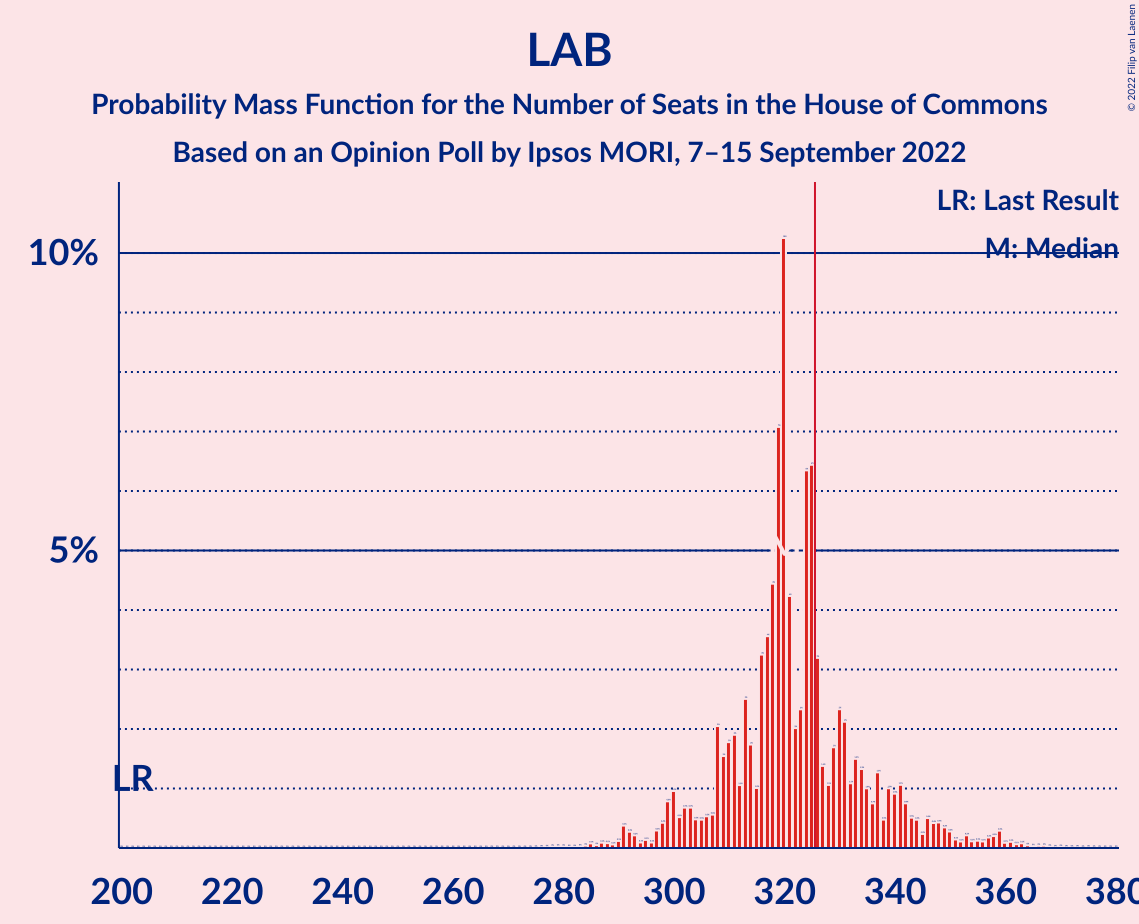 © 2022 Filip van Laenen
LAB
Probability Mass Function for the Number of Seats in the House of Commons
Based on an Opinion Poll by Ipsos MORI, 7–15 September 2022
LR: Last Result
M: Median
10%
5%
LR
200 220 240 260 280 300 320 340 360 380